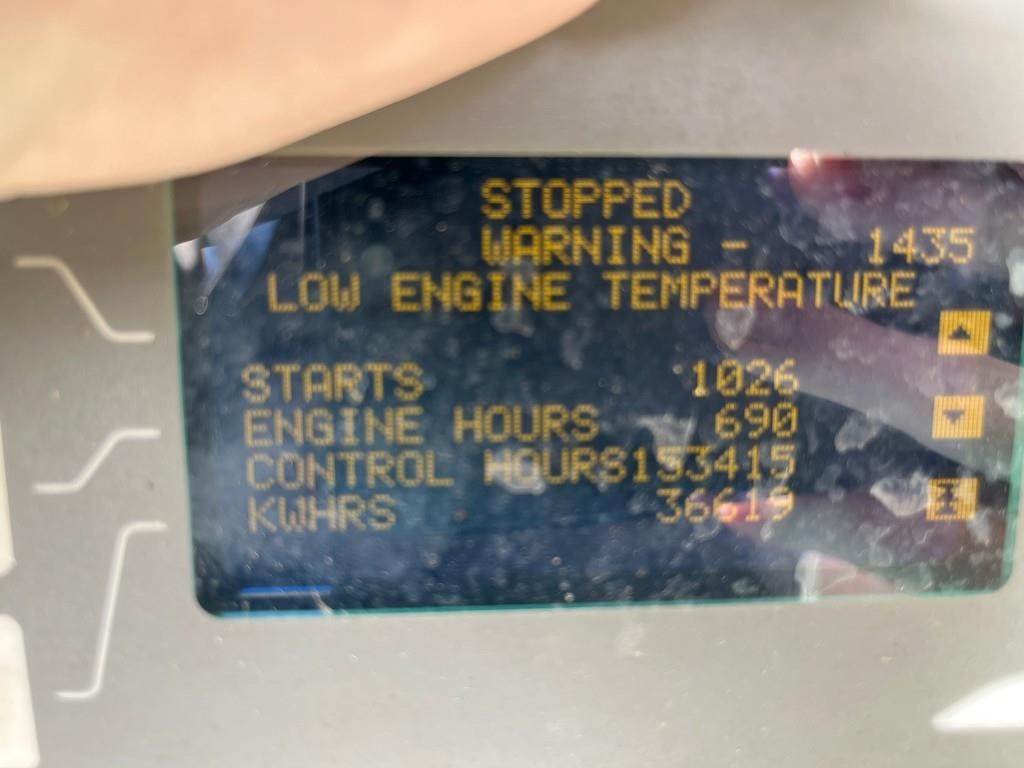 STOPPED
WARNING - 1435
LOW ENGINE TEMPERATURE
STARTS 1026
ENGINE HOURS 690
CONTROL HOURS153415
KWHRS 36619